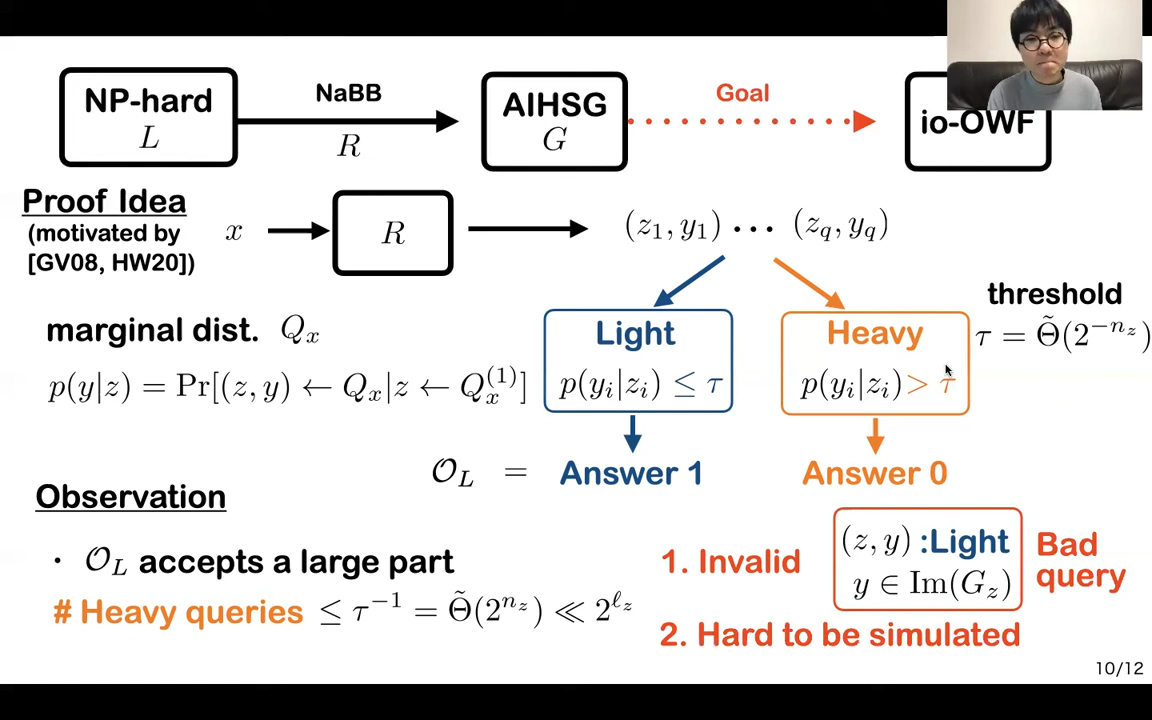 NP-hard
L
NaBB
R
AIHSG
G
Goal
io-OWF
Proof Idea
(motivated by
[GV08, HW20])
x
R
(z_1, y_1) ⋯ (z_q, y_q)
marginal dist. Q_x
p(y|z) = Pr[(z, y) ← Q_x|z ← Q_x^{(1)}]
Light
p(y_i|z_i) ≤ τ
Heavy
p(y_i|z_i) > τ
threshold
τ = Θ̃(2^{-n_z})
𝒪_L = Answer 1
Answer 0
Observation
· 𝒪_L accepts a large part
# Heavy queries ≤ τ^{-1} = Θ̃(2^{n_z}) ≪ 2^{ℓ_z}
1. Invalid
(z, y) :Light
y ∈ Im(G_z)
Bad
query
2. Hard to be simulated
10/12